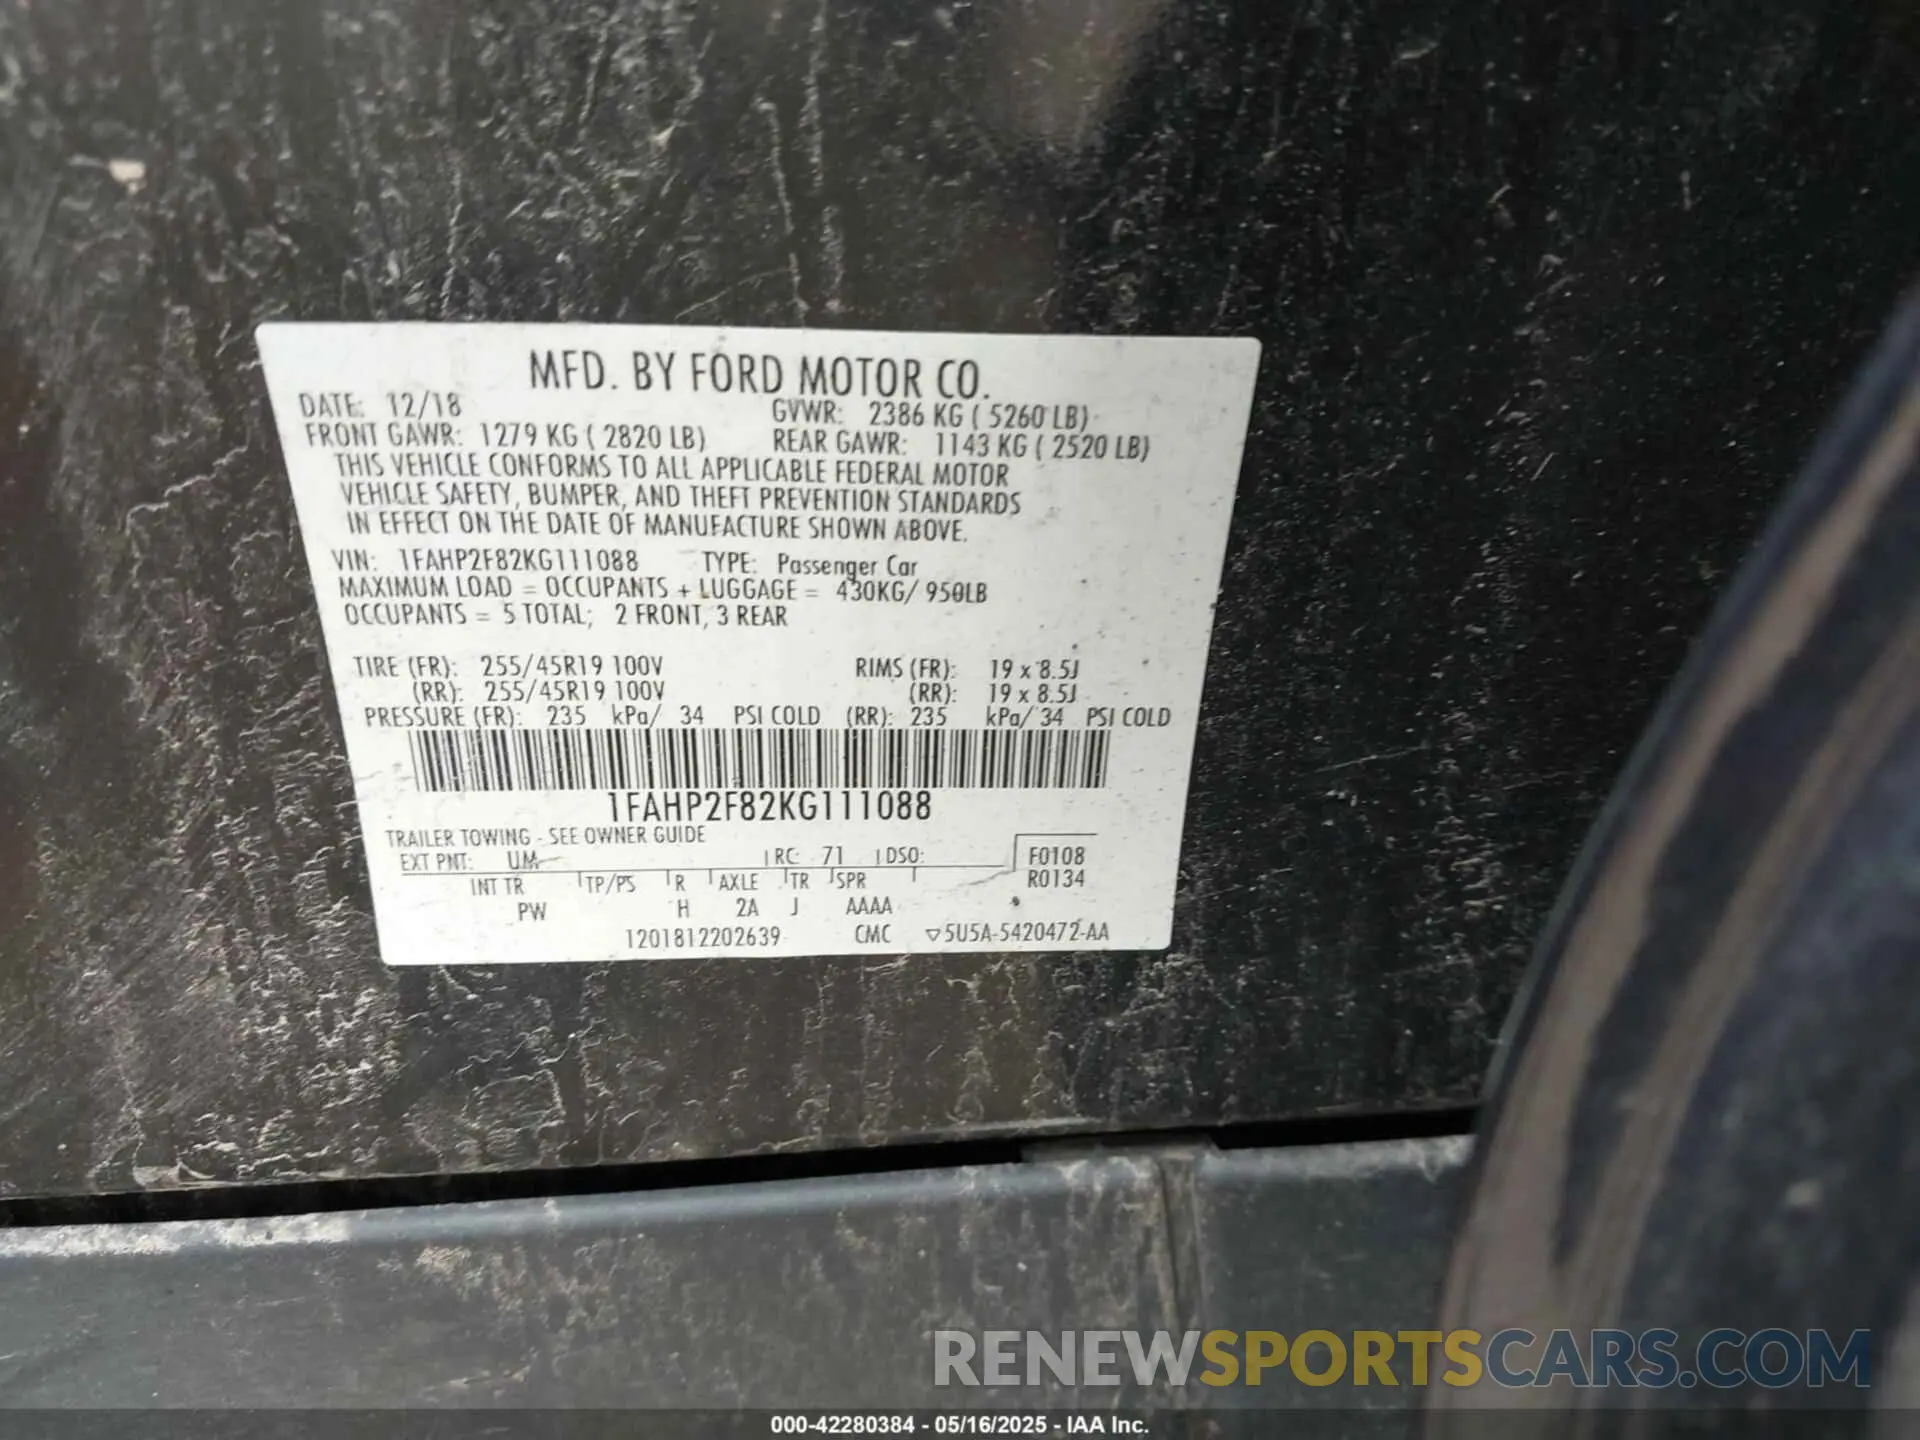 MFD. BY FORD MOTOR CO.
DATE: 12/18 GVWR: 2386 KG ( 5260 LB)
FRONT GAWR: 1279 KG ( 2820 LB) REAR GAWR: 1143 KG ( 2520 LB)
THIS VEHICLE CONFORMS TO ALL APPLICABLE FEDERAL MOTOR
VEHICLE SAFETY, BUMPER, AND THEFT PREVENTION STANDARDS
IN EFFECT ON THE DATE OF MANUFACTURE SHOWN ABOVE.
VIN: 1FAHP2F82KG111088 TYPE: Passenger Car
MAXIMUM LOAD = OCCUPANTS + LUGGAGE = 430KG/ 950LB
OCCUPANTS = 5 TOTAL; 2 FRONT, 3 REAR
TIRE (FR): 255/45R19 100V RIMS (FR): 19 x 8.5J
(RR): 255/45R19 100V (RR): 19 x 8.5J
PRESSURE (FR): 235 kPa/ 34 PSI COLD (RR): 235 kPa/ 34 PSI COLD
1FAHP2F82KG111088
TRAILER TOWING - SEE OWNER GUIDE
EXT PNT: UM RC: 71 DSO: F0108
INT TR TP/PS R AXLE TR SPR R0134
PW H 2A J AAAA
1201812202639 CMC ▽5U5A-5420472-AA
RENEWSPORTSCARS.COM
000-42280384 - 05/16/2025 - IAA Inc.